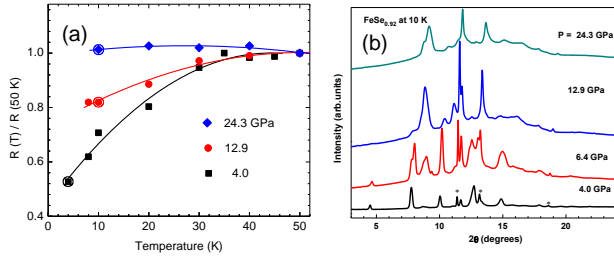 (a)
R (T) / R (50 K)
1.2
1.0
0.8
0.6
0.4
24.3 GPa
12.9
4.0
0 10 20 30 40 50
Temperature (K)
(b)
FeSe0.92 at 10 K
P = 24.3 GPa
12.9 GPa
6.4 GPa
4.0 GPa
* * *
Intensity (arb.units)
5 10 15 20
2θ (degrees)